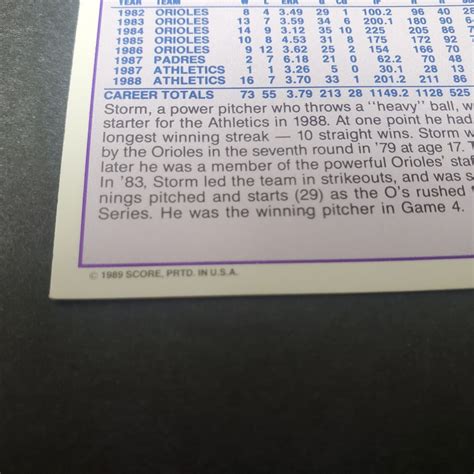 YEAR TEAM W L ERA G CG IP H R
1982 ORIOLES 8 4 3.49 29 1 100.2 96 40
1983 ORIOLES 13 7 3.59 34 6 200.1 180 90
1984 ORIOLES 14 9 3.12 35 10 225 205 86
1985 ORIOLES 10 8 4.53 31 8 175 172 92
1986 ORIOLES 9 12 3.62 25 2 154 166 70
1987 PADRES 2 7 6.18 21 0 62.2 70 48
1987 ATHLETICS 1 1 3.26 5 0 30.1 28 13
1988 ATHLETICS 16 7 3.70 33 1 201.2 211 86
CAREER TOTALS 73 55 3.79 213 28 1149.2 1128 525
Storm, a power pitcher who throws a "heavy" ball, w
starter for the Athletics in 1988. At one point he had
longest winning streak — 10 straight wins. Storm w
by the Orioles in the seventh round in '79 at age 17. T
later he was a member of the powerful Orioles' staf
In '83, Storm led the team in strikeouts, and was s
nings pitched and starts (29) as the O's rushed
Series. He was the winning pitcher in Game 4.
© 1989 SCORE, PRTD. IN U.S.A.